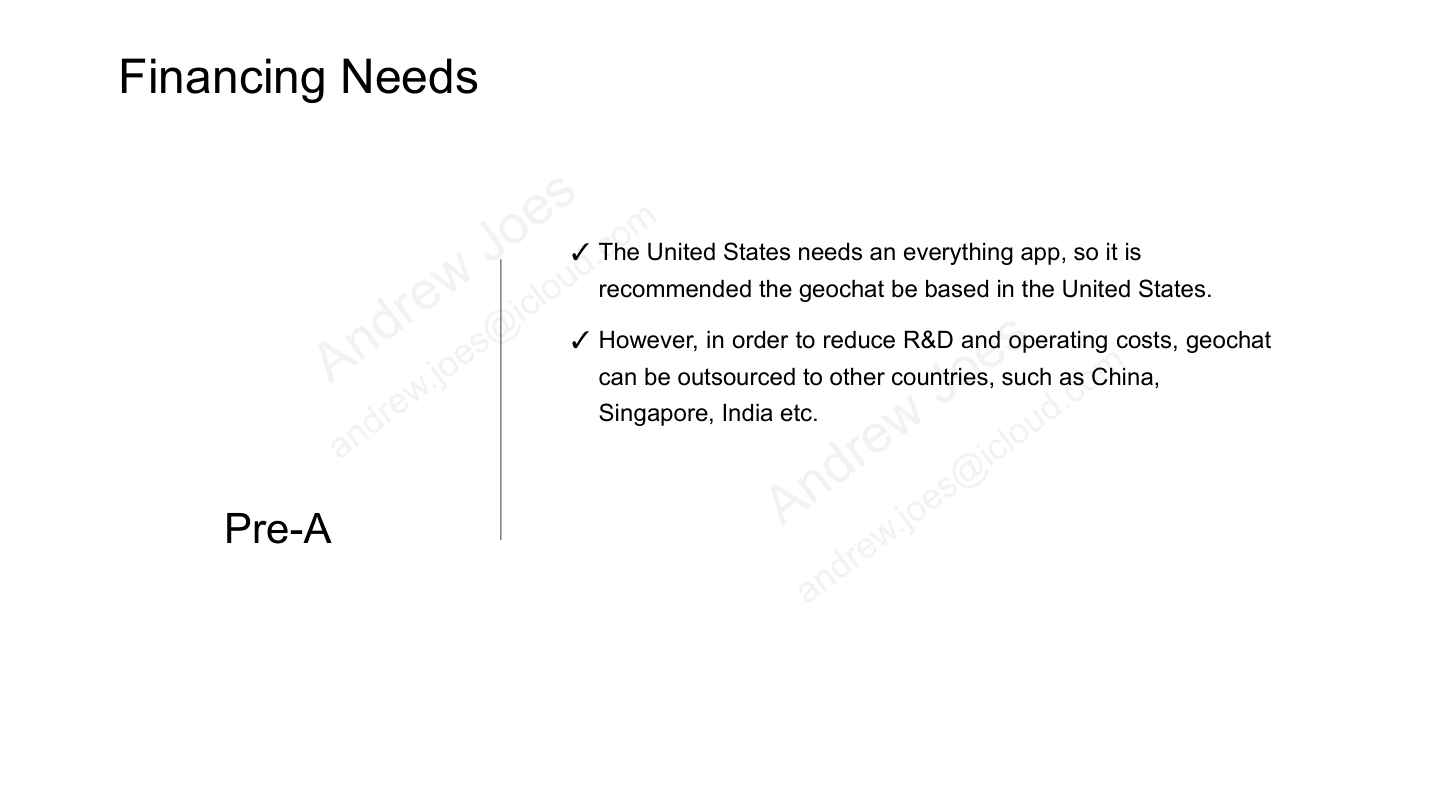 Financing Needs
✓ The United States needs an everything app, so it is
recommended the geochat be based in the United States.
✓ However, in order to reduce R&D and operating costs, geochat
can be outsourced to other countries, such as China,
Singapore, India etc.
Pre-A
Andrew Joes
andrew.joes@icloud.com
Andrew Joes
andrew.joes@icloud.com